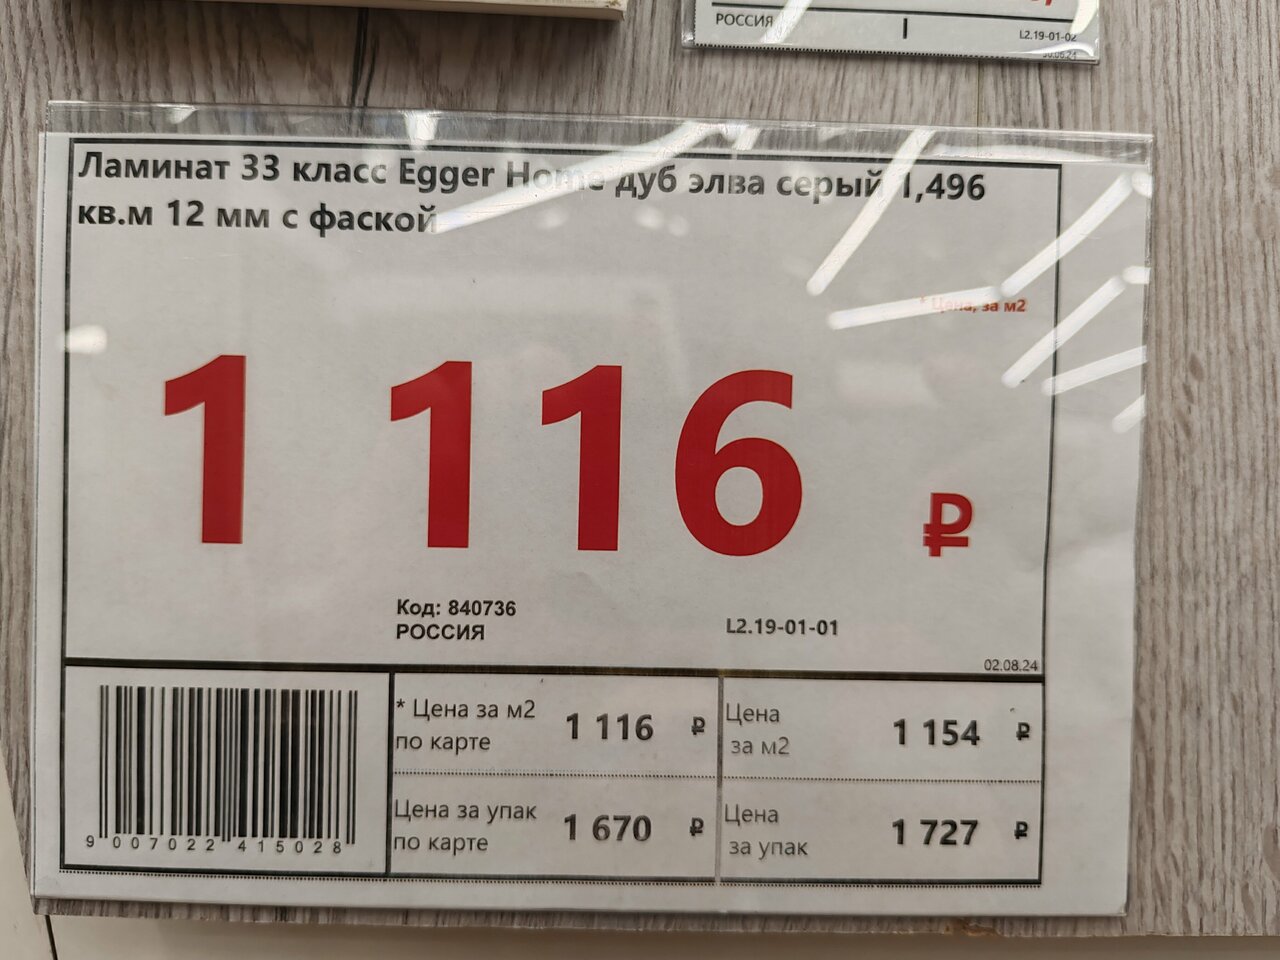 РОССИЯ
L2.19-01-02
30.06.24
Ламинат 33 класс Egger Home дуб элва серый 1,496
кв.м 12 мм с фаской
* Цена, за м2
1 116 ₽
Код: 840736
РОССИЯ
L2.19-01-01
02.08.24
* Цена за м2
по карте
1 116 ₽
Цена
за м2
1 154 ₽
Цена за упак
по карте
1 670 ₽
Цена
за упак
1 727 ₽
9 007022 415028